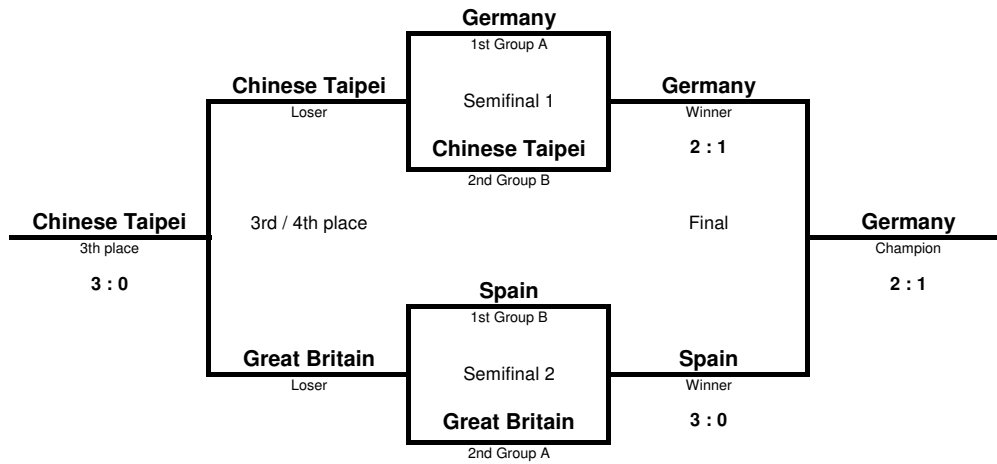 Germany
1st Group A
Chinese Taipei
Loser
Semifinal 1
Germany
Winner
Chinese Taipei
2 : 1
2nd Group B
Chinese Taipei
3th place
3 : 0
3rd / 4th place
Final
Germany
Champion
2 : 1
Spain
1st Group B
Great Britain
Loser
Semifinal 2
Spain
Winner
Great Britain
3 : 0
2nd Group A